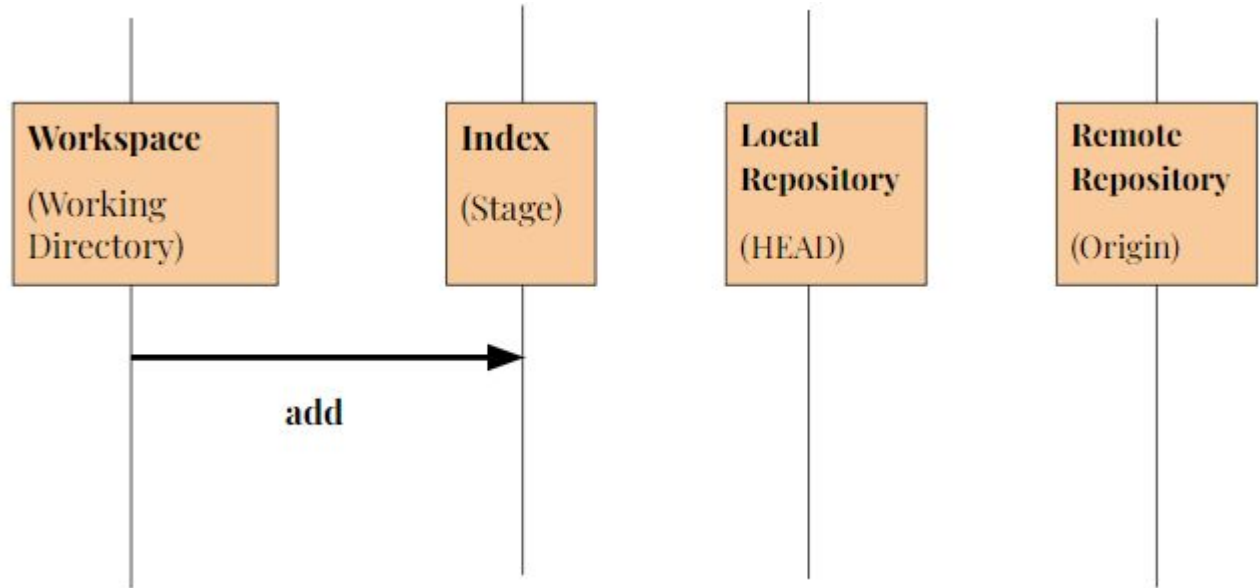 Workspace
(Working
Directory)
Index
(Stage)
Local
Repository
(HEAD)
Remote
Repository
(Origin)
add